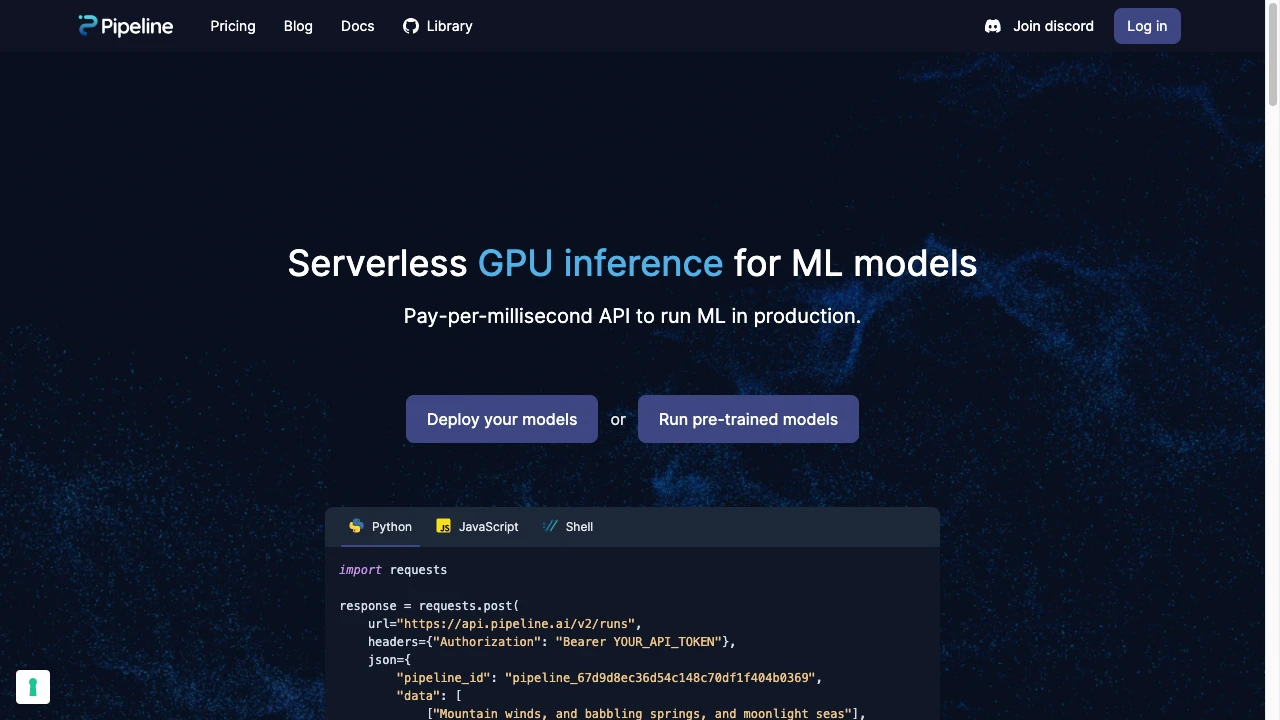 Pipeline Pricing Blog Docs Library Join discord Log in
Serverless GPU inference for ML models
Pay-per-millisecond API to run ML in production.
Deploy your models or Run pre-trained models
Python JS JavaScript Shell
import requests
response = requests.post(
url="https://api.pipeline.ai/v2/runs",
headers={"Authorization": "Bearer YOUR_API_TOKEN"},
json={
"pipeline_id": "pipeline_67d9d8ec36d54c148c70df1f404b0369",
"data": [
["Mountain winds, and babbling springs, and moonlight seas"],